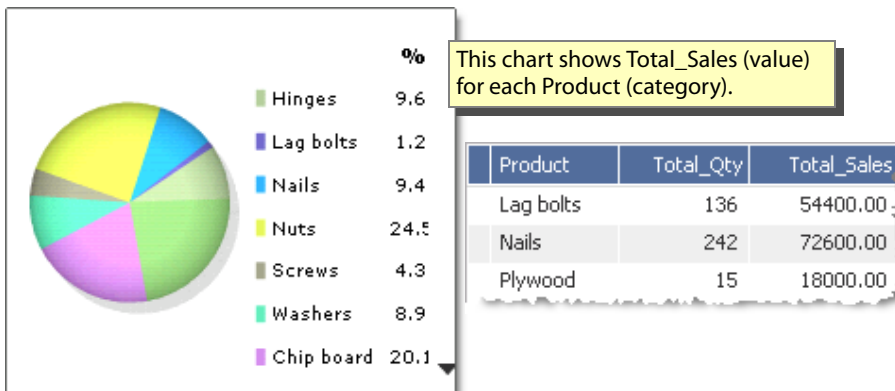 %
Hinges 9.6
Lag bolts 1.2
Nails 9.4
Nuts 24.5
Screws 4.3
Washers 8.9
Chip board 20.1
This chart shows Total_Sales (value)
for each Product (category).
Product Total_Qty Total_Sales
Lag bolts 136 54400.00
Nails 242 72600.00
Plywood 15 18000.00